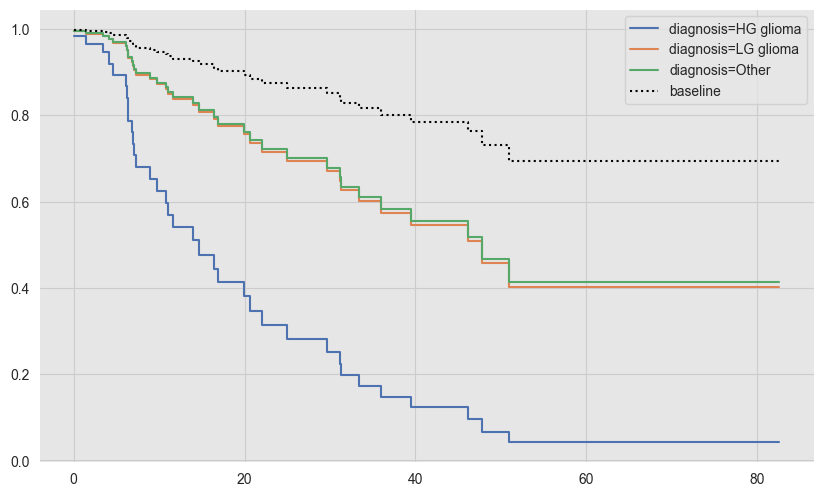 1.0
0.8
0.6
0.4
0.2
0.0
0 20 40 60 80
diagnosis=HG glioma
diagnosis=LG glioma
diagnosis=Other
baseline